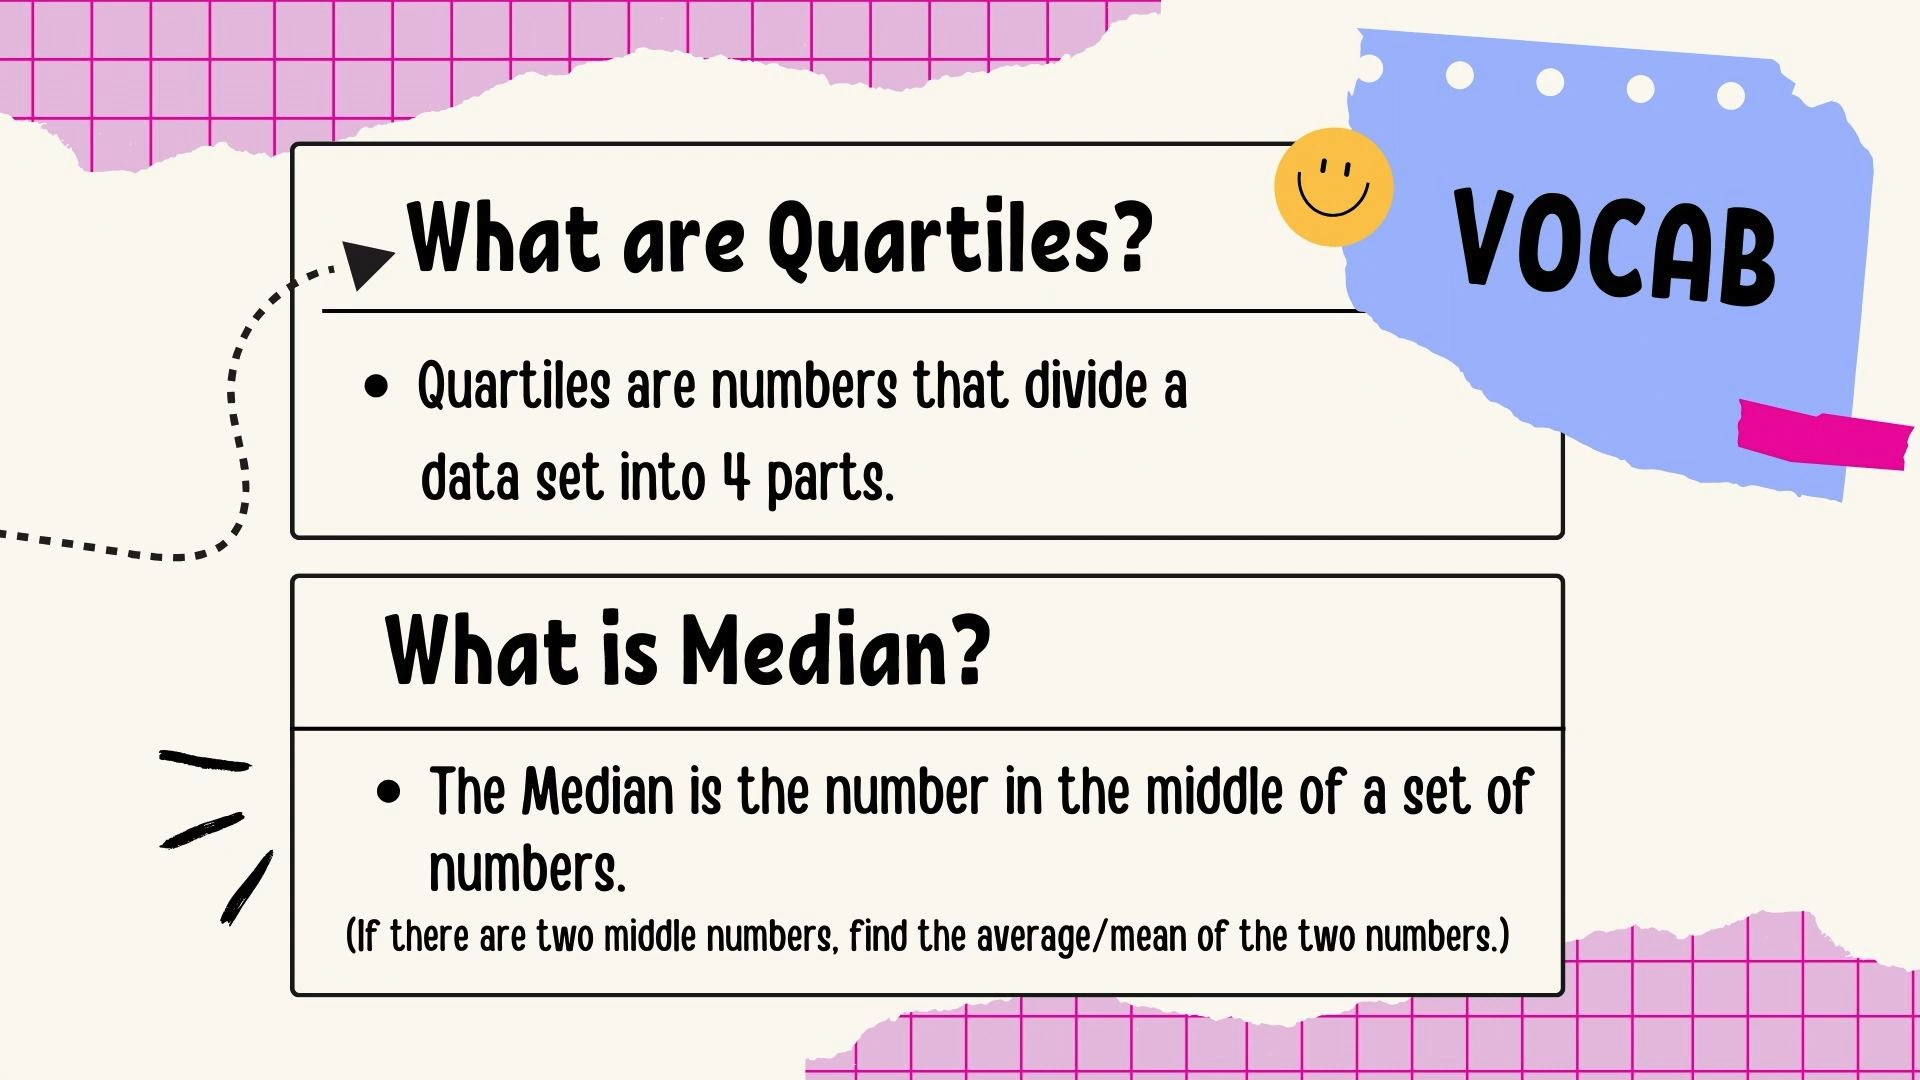 VOCAB
What are Quartiles?
• Quartiles are numbers that divide a
data set into 4 parts.
What is Median?
• The Median is the number in the middle of a set of
numbers.
(If there are two middle numbers, find the average/mean of the two numbers.)